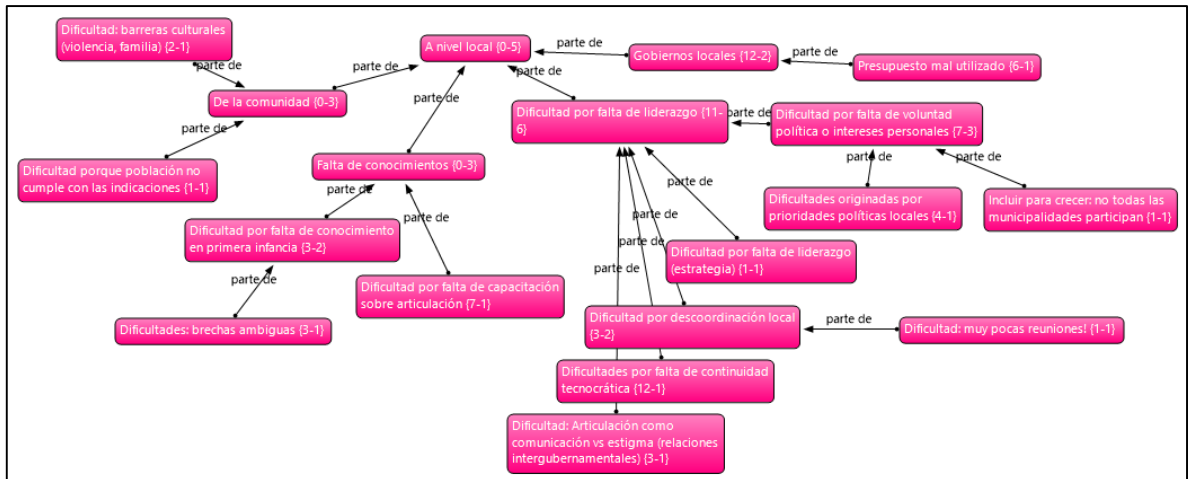 Dificultad: barreras culturales
(violencia, familia) {2-1}
parte de
De la comunidad {0-3}
parte de
parte de
Dificultad porque población no
cumple con las indicaciones {1-1}
A nivel local {0-5}
parte de
Gobiernos locales {12-2}
parte de
Presupuesto mal utilizado {6-1}
parte de
Falta de conocimientos {0-3}
parte de
Dificultad por falta de conocimiento
en primera infancia {3-2}
parte de
Dificultades: brechas ambiguas {3-1}
parte de
Dificultad por falta de capacitación
sobre articulación {7-1}
parte de
Dificultad por falta de liderazgo {11-
6}
parte de
Dificultad por falta de voluntad
política o intereses personales {7-3}
parte de
Dificultades originadas por
prioridades políticas locales {4-1}
parte de
Incluir para crecer: no todas las
municipalidades participan {1-1}
parte de
Dificultad por falta de liderazgo
(estrategia) {1-1}
parte de
Dificultad por descoordinación local
{3-2}
parte de
Dificultad: muy pocas reuniones! {1-1}
parte de
Dificultades por falta de continuidad
tecnocrática {12-1}
parte de
Dificultad: Articulación como
comunicación vs estigma (relaciones
intergubernamentales) {3-1}